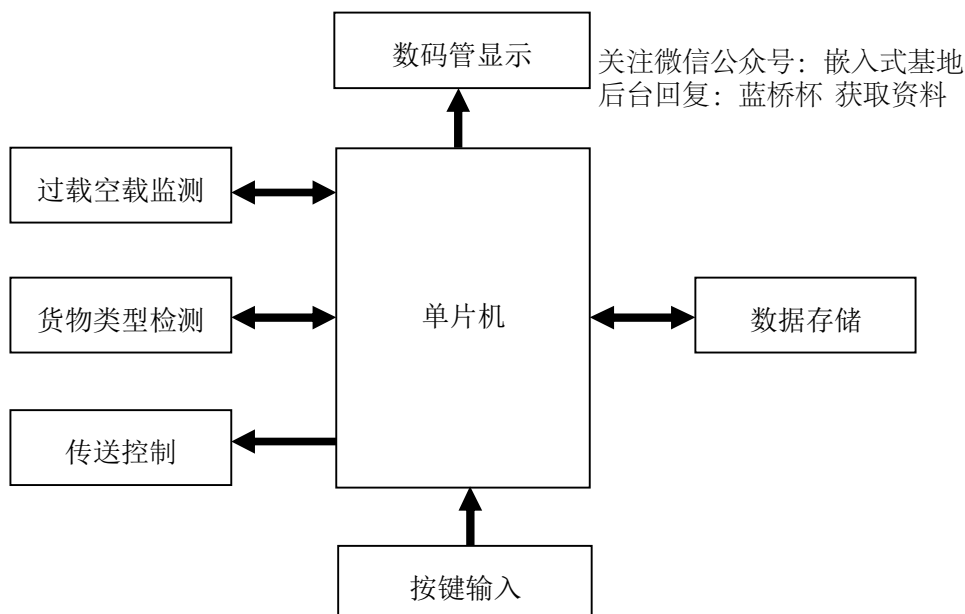 数码管显示
关注微信公众号：嵌入式基地
后台回复：蓝桥杯 获取资料
过载空载监测
货物类型检测
单片机
数据存储
传送控制
按键输入